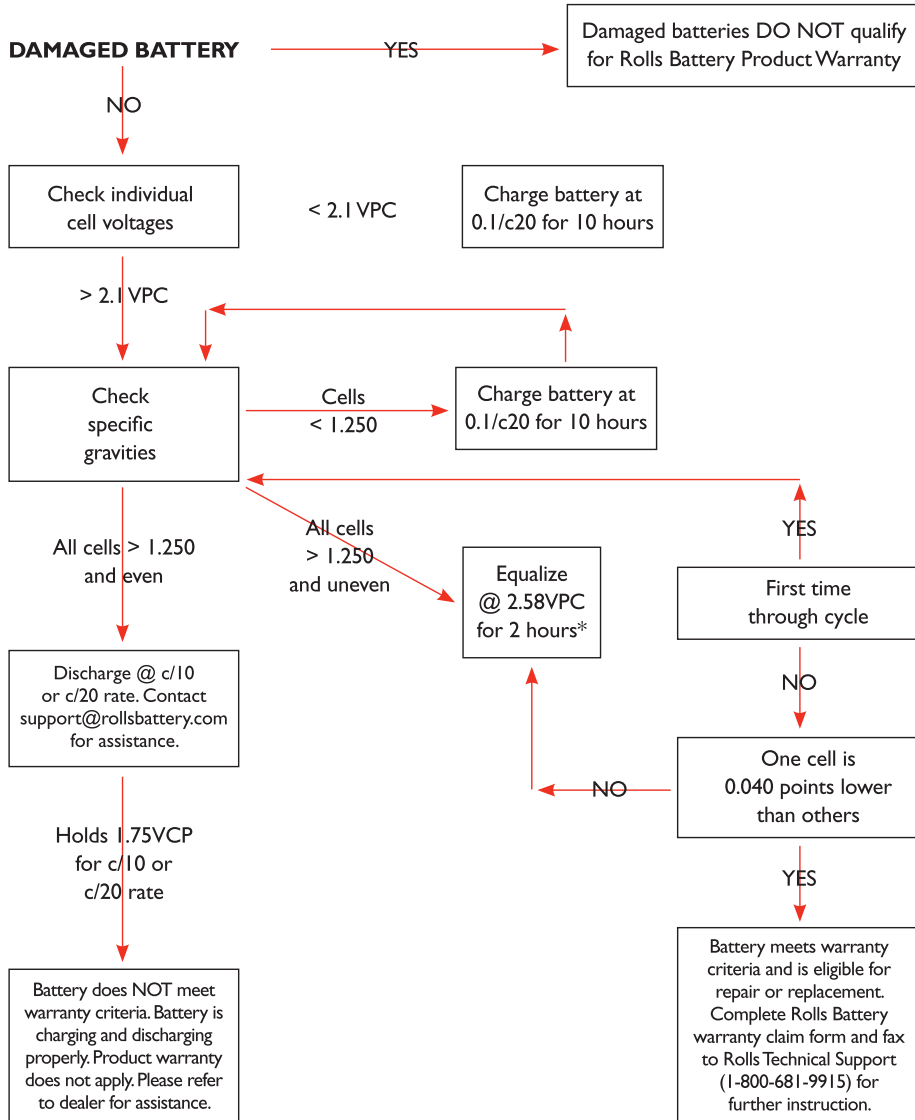 DAMAGED BATTERY
YES
Damaged batteries DO NOT qualify
for Rolls Battery Product Warranty
NO
Check individual
cell voltages
< 2.1 VPC
Charge battery at
0.1/c20 for 10 hours
> 2.1 VPC
Check
specific
gravities
Cells
< 1.250
Charge battery at
0.1/c20 for 10 hours
All cells > 1.250
and even
All cells
> 1.250
and uneven
Equalize
@ 2.58VPC
for 2 hours*
YES
First time
through cycle
NO
Discharge @ c/10
or c/20 rate. Contact
support@rollsbattery.com
for assistance.
One cell is
0.040 points lower
than others
NO
YES
Holds 1.75VCP
for c/10 or
c/20 rate
Battery does NOT meet
warranty criteria. Battery is
charging and discharging
properly. Product warranty
does not apply. Please refer
to dealer for assistance.
Battery meets warranty
criteria and is eligible for
repair or replacement.
Complete Rolls Battery
warranty claim form and fax
to Rolls Technical Support
(1-800-681-9915) for
further instruction.